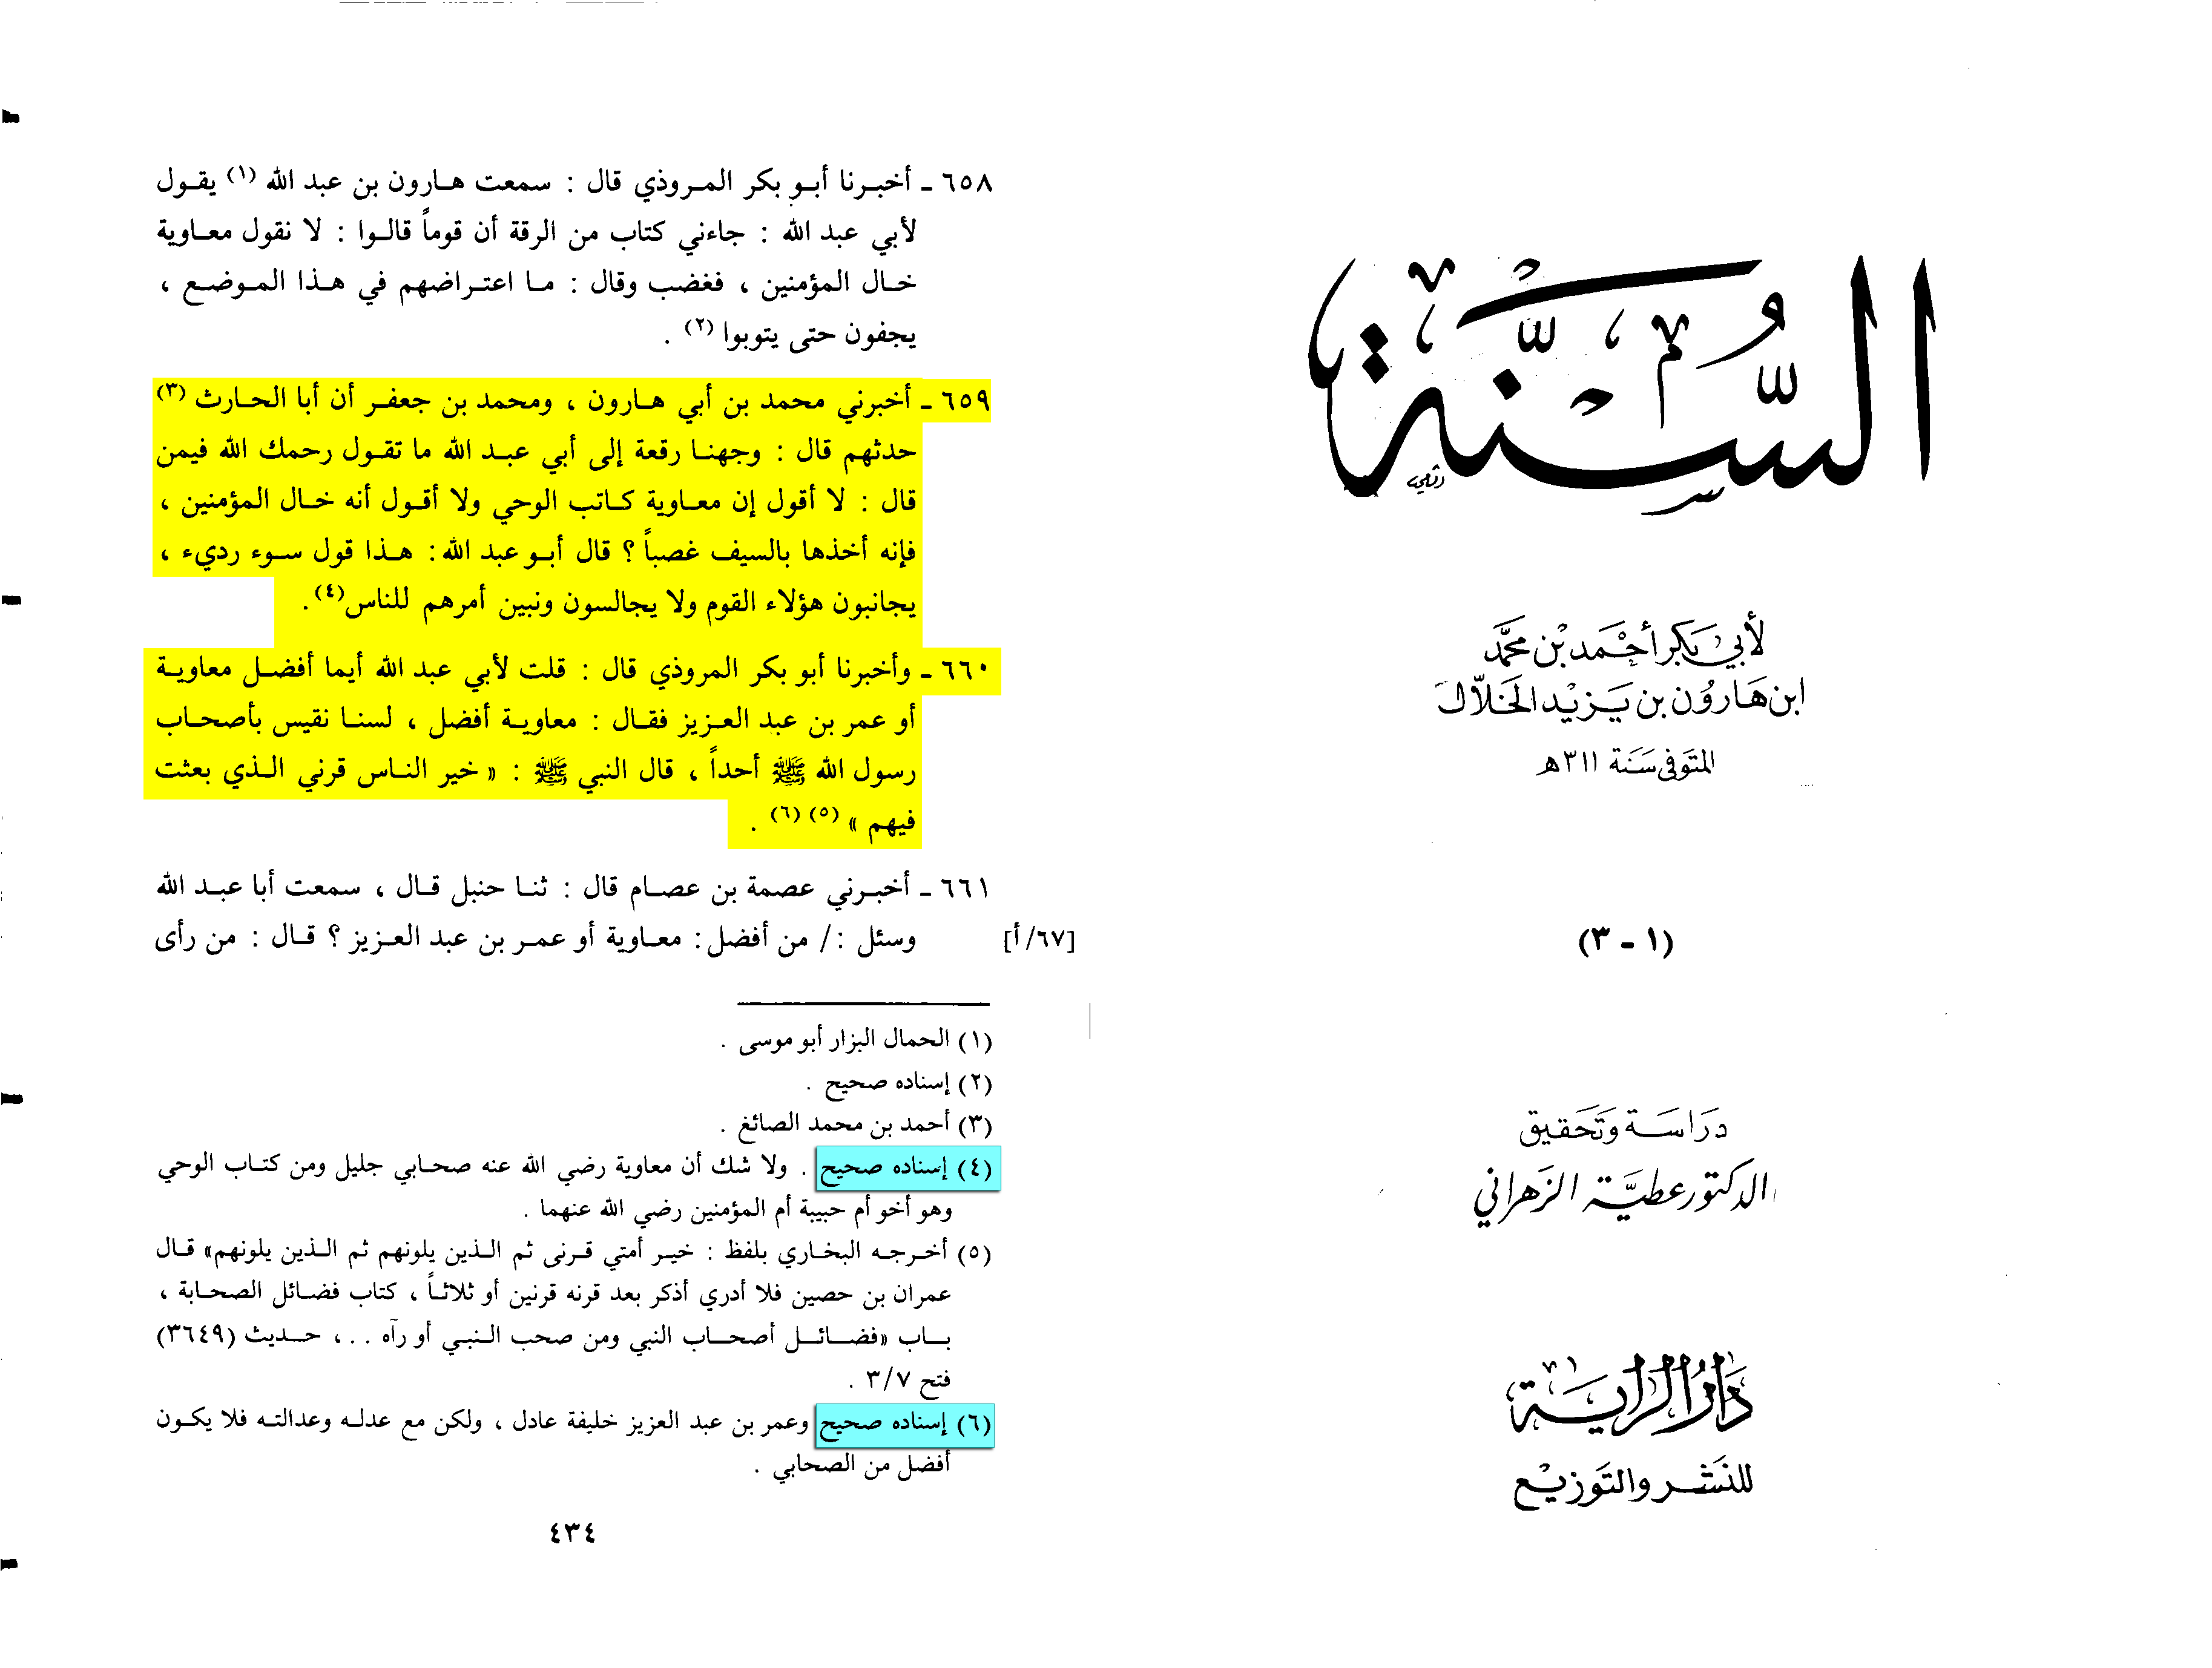 السُّنَّة
لأبي بكر أحمد بن محمد
ابن هارون بن يزيد الخلال
المتوفى سنة ٣١١ هـ
(١ - ٣)
دراسة وتحقيق
الدكتور عطية الزهراني
دار الراية
للنشر والتوزيع
٦٥٨ ـ أخبرنا أبو بكر المروذي قال : سمعت هارون بن عبد الله (١) يقول
لأبي عبد الله : جاءني كتاب من الرقة أن قوماً قالوا : لا نقول معاوية
خال المؤمنين ، فغضب وقال : ما اعتراضهم في هذا الموضع ،
يجفون حتى يتوبوا (٢) .
٦٥٩ ـ أخبرني محمد بن أبي هارون ، ومحمد بن جعفر أن أبا الحارث (٣)
حدثهم قال : وجهنا رقعة إلى أبي عبد الله ما تقول رحمك الله فيمن
قال : لا أقول إن معاوية كاتب الوحي ولا أقول أنه خال المؤمنين ،
فإنه أخذها بالسيف غصباً ؟ قال أبو عبد الله : هذا قول سوء رديء ،
يجانبون هؤلاء القوم ولا يجالسون ونبين أمرهم للناس(٤) .
٦٦٠ ـ وأخبرنا أبو بكر المروذي قال : قلت لأبي عبد الله أيما أفضل معاوية
أو عمر بن عبد العزيز فقال : معاوية أفضل ، لسنا نقيس بأصحاب
رسول الله ﷺ أحداً ، قال النبي ﷺ : « خير الناس قرني الذي بعثت
فيهم » (٥) (٦) .
٦٦١ ـ أخبرني عصمة بن عصام قال : ثنا حنبل قال ، سمعت أبا عبد الله
[٦٧/أ] وسئل :/ من أفضل : معاوية أو عمر بن عبد العزيز ؟ قال : من رأى
(١) الحمال البزار أبو موسى .
(٢) إسناده صحيح .
(٣) أحمد بن محمد الصائغ .
(٤) إسناده صحيح . ولا شك أن معاوية رضي الله عنه صحابي جليل ومن كتاب الوحي
وهو أخو أم حبيبة أم المؤمنين رضي الله عنهما .
(٥) أخرجه البخاري بلفظ : خير أمتي قرنى ثم الذين يلونهم ثم الذين يلونهم» قال
عمران بن حصين فلا أدري أذكر بعد قرنه قرنين أو ثلاثاً ، كتاب فضائل الصحابة ،
باب «فضائل أصحاب النبي ومن صحب النبي أو رآه . . ، حديث (٣٦٤٩)
فتح ٣/٧ .
(٦) إسناده صحيح وعمر بن عبد العزيز خليفة عادل ، ولكن مع عدله وعدالته فلا يكون
أفضل من الصحابي .
٤٣٤